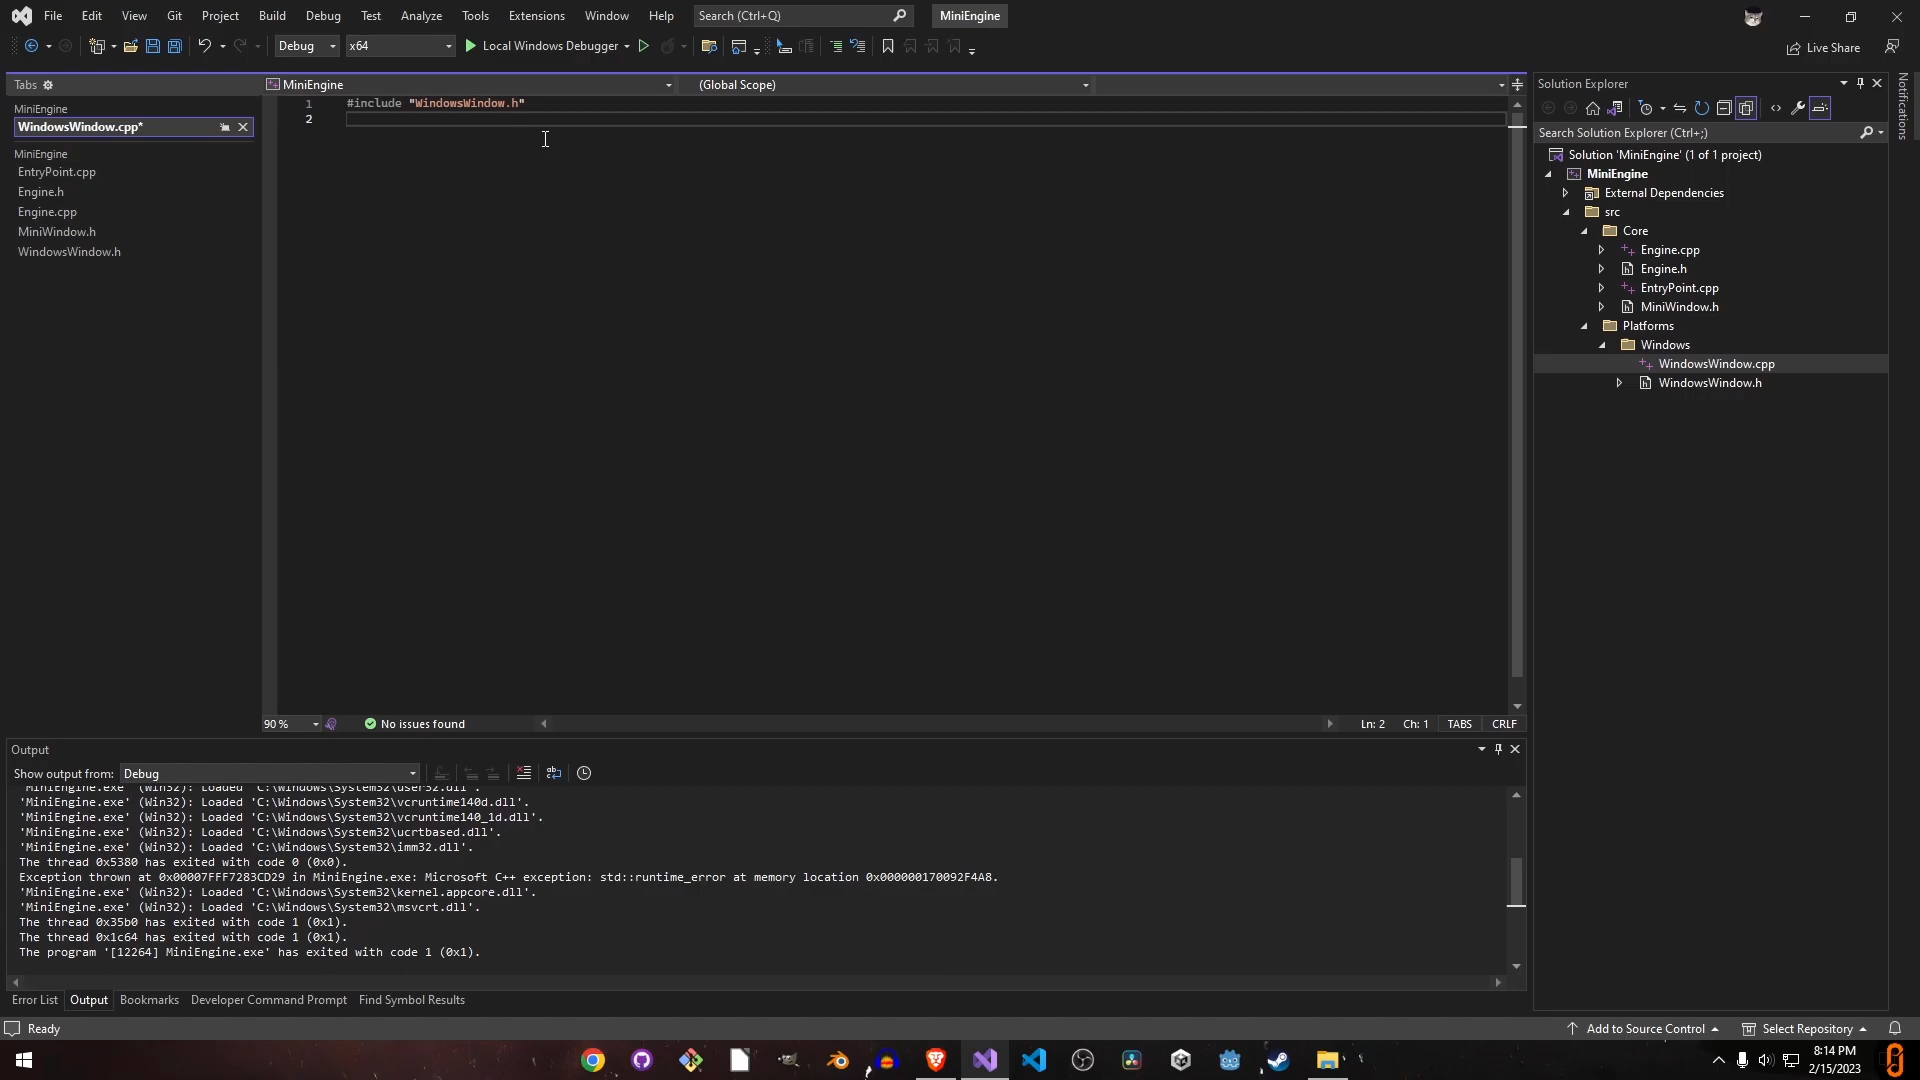 File Edit View Git Project Build Debug Test Analyze Tools Extensions Window Help Search (Ctrl+Q) MiniEngine
Debug x64 Local Windows Debugger Live Share
Tabs
MiniEngine
WindowsWindow.cpp*
MiniEngine
EntryPoint.cpp
Engine.h
Engine.cpp
MiniWindow.h
WindowsWindow.h
MiniEngine (Global Scope)
1 #include "WindowsWindow.h"
2
90 % No issues found Ln: 2 Ch: 1 TABS CRLF
Solution Explorer
Search Solution Explorer (Ctrl+;)
Solution 'MiniEngine' (1 of 1 project)
MiniEngine
External Dependencies
src
Core
Engine.cpp
Engine.h
EntryPoint.cpp
MiniWindow.h
Platforms
Windows
WindowsWindow.cpp
WindowsWindow.h
Notifications
Output
Show output from: Debug
'MiniEngine.exe' (Win32): Loaded 'C:\Windows\System32\user32.dll'.
'MiniEngine.exe' (Win32): Loaded 'C:\Windows\System32\vcruntime140d.dll'.
'MiniEngine.exe' (Win32): Loaded 'C:\Windows\System32\vcruntime140_1d.dll'.
'MiniEngine.exe' (Win32): Loaded 'C:\Windows\System32\ucrtbased.dll'.
'MiniEngine.exe' (Win32): Loaded 'C:\Windows\System32\imm32.dll'.
The thread 0x5380 has exited with code 0 (0x0).
Exception thrown at 0x00007FFF7283CD29 in MiniEngine.exe: Microsoft C++ exception: std::runtime_error at memory location 0x000000170092F4A8.
'MiniEngine.exe' (Win32): Loaded 'C:\Windows\System32\kernel.appcore.dll'.
'MiniEngine.exe' (Win32): Loaded 'C:\Windows\System32\msvcrt.dll'.
The thread 0x35b0 has exited with code 1 (0x1).
The thread 0x1c64 has exited with code 1 (0x1).
The program '[12264] MiniEngine.exe' has exited with code 1 (0x1).
Error List Output Bookmarks Developer Command Prompt Find Symbol Results
Ready Add to Source Control Select Repository
8:14 PM
2/15/2023